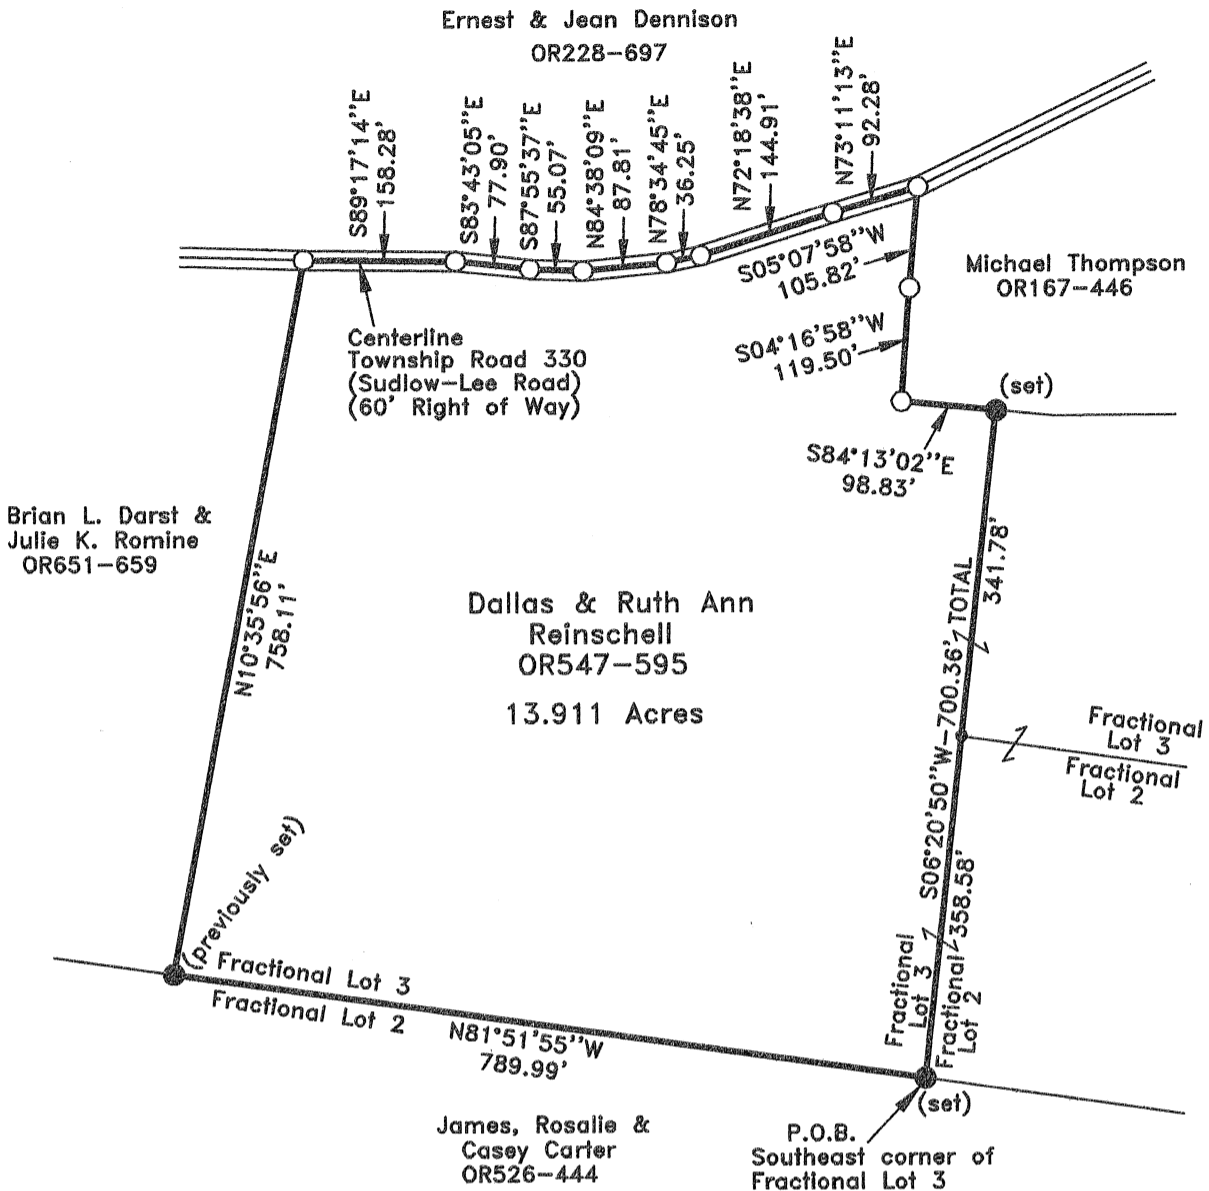 Ernest & Jean Dennison
OR228-697
S89°17'14"E
158.28'
S83°43'05"E
77.90'
S87°55'37"E
55.07'
N84°38'09"E
87.81'
N78°34'45"E
36.25'
N72°18'38"E
144.91'
N73°11'13"E
92.28'
S05°07'58"W
105.82'
Michael Thompson
OR167-446
S04°16'58"W
119.50'
Centerline
Township Road 330
(Sudlow-Lee Road)
(60' Right of Way)
(set)
S84°13'02"E
98.83'
Brian L. Darst &
Julie K. Romine
OR651-659
N10°35'56"E
758.11'
Dallas & Ruth Ann
Reinschell
OR547-595
13.911 Acres
341.78'
S06°20'50"W-700.36' TOTAL
358.58'
Fractional
Lot 3
Fractional
Lot 2
(previously set)
Fractional Lot 3
Fractional Lot 2
N81°51'55"W
789.99'
Fractional
Lot 3
Fractional
Lot 2
(set)
James, Rosalie &
Casey Carter
OR526-444
P.O.B.
Southeast corner of
Fractional Lot 3